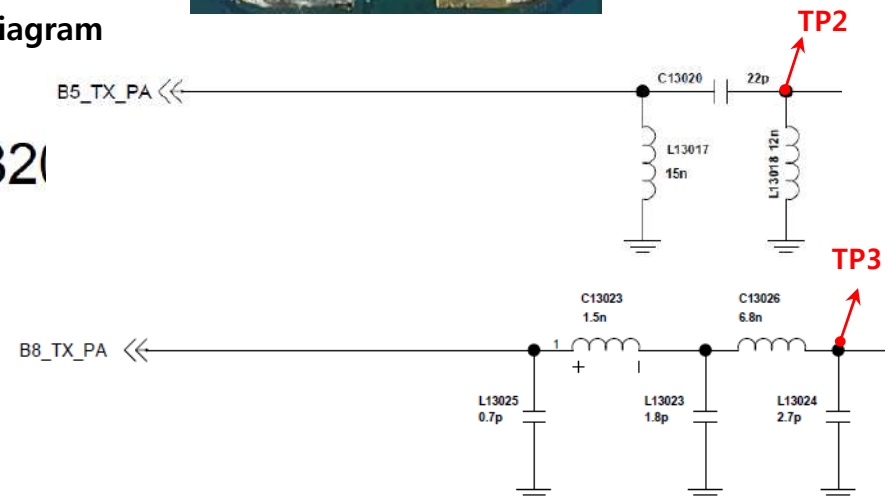 iagram
TP2
B5_TX_PA
C13020
22p
L13017
15n
L13018 12n
TP3
B8_TX_PA
C13023
1.5n
C13026
6.8n
1
+
L13025
0.7p
L13023
1.8p
L13024
2.7p